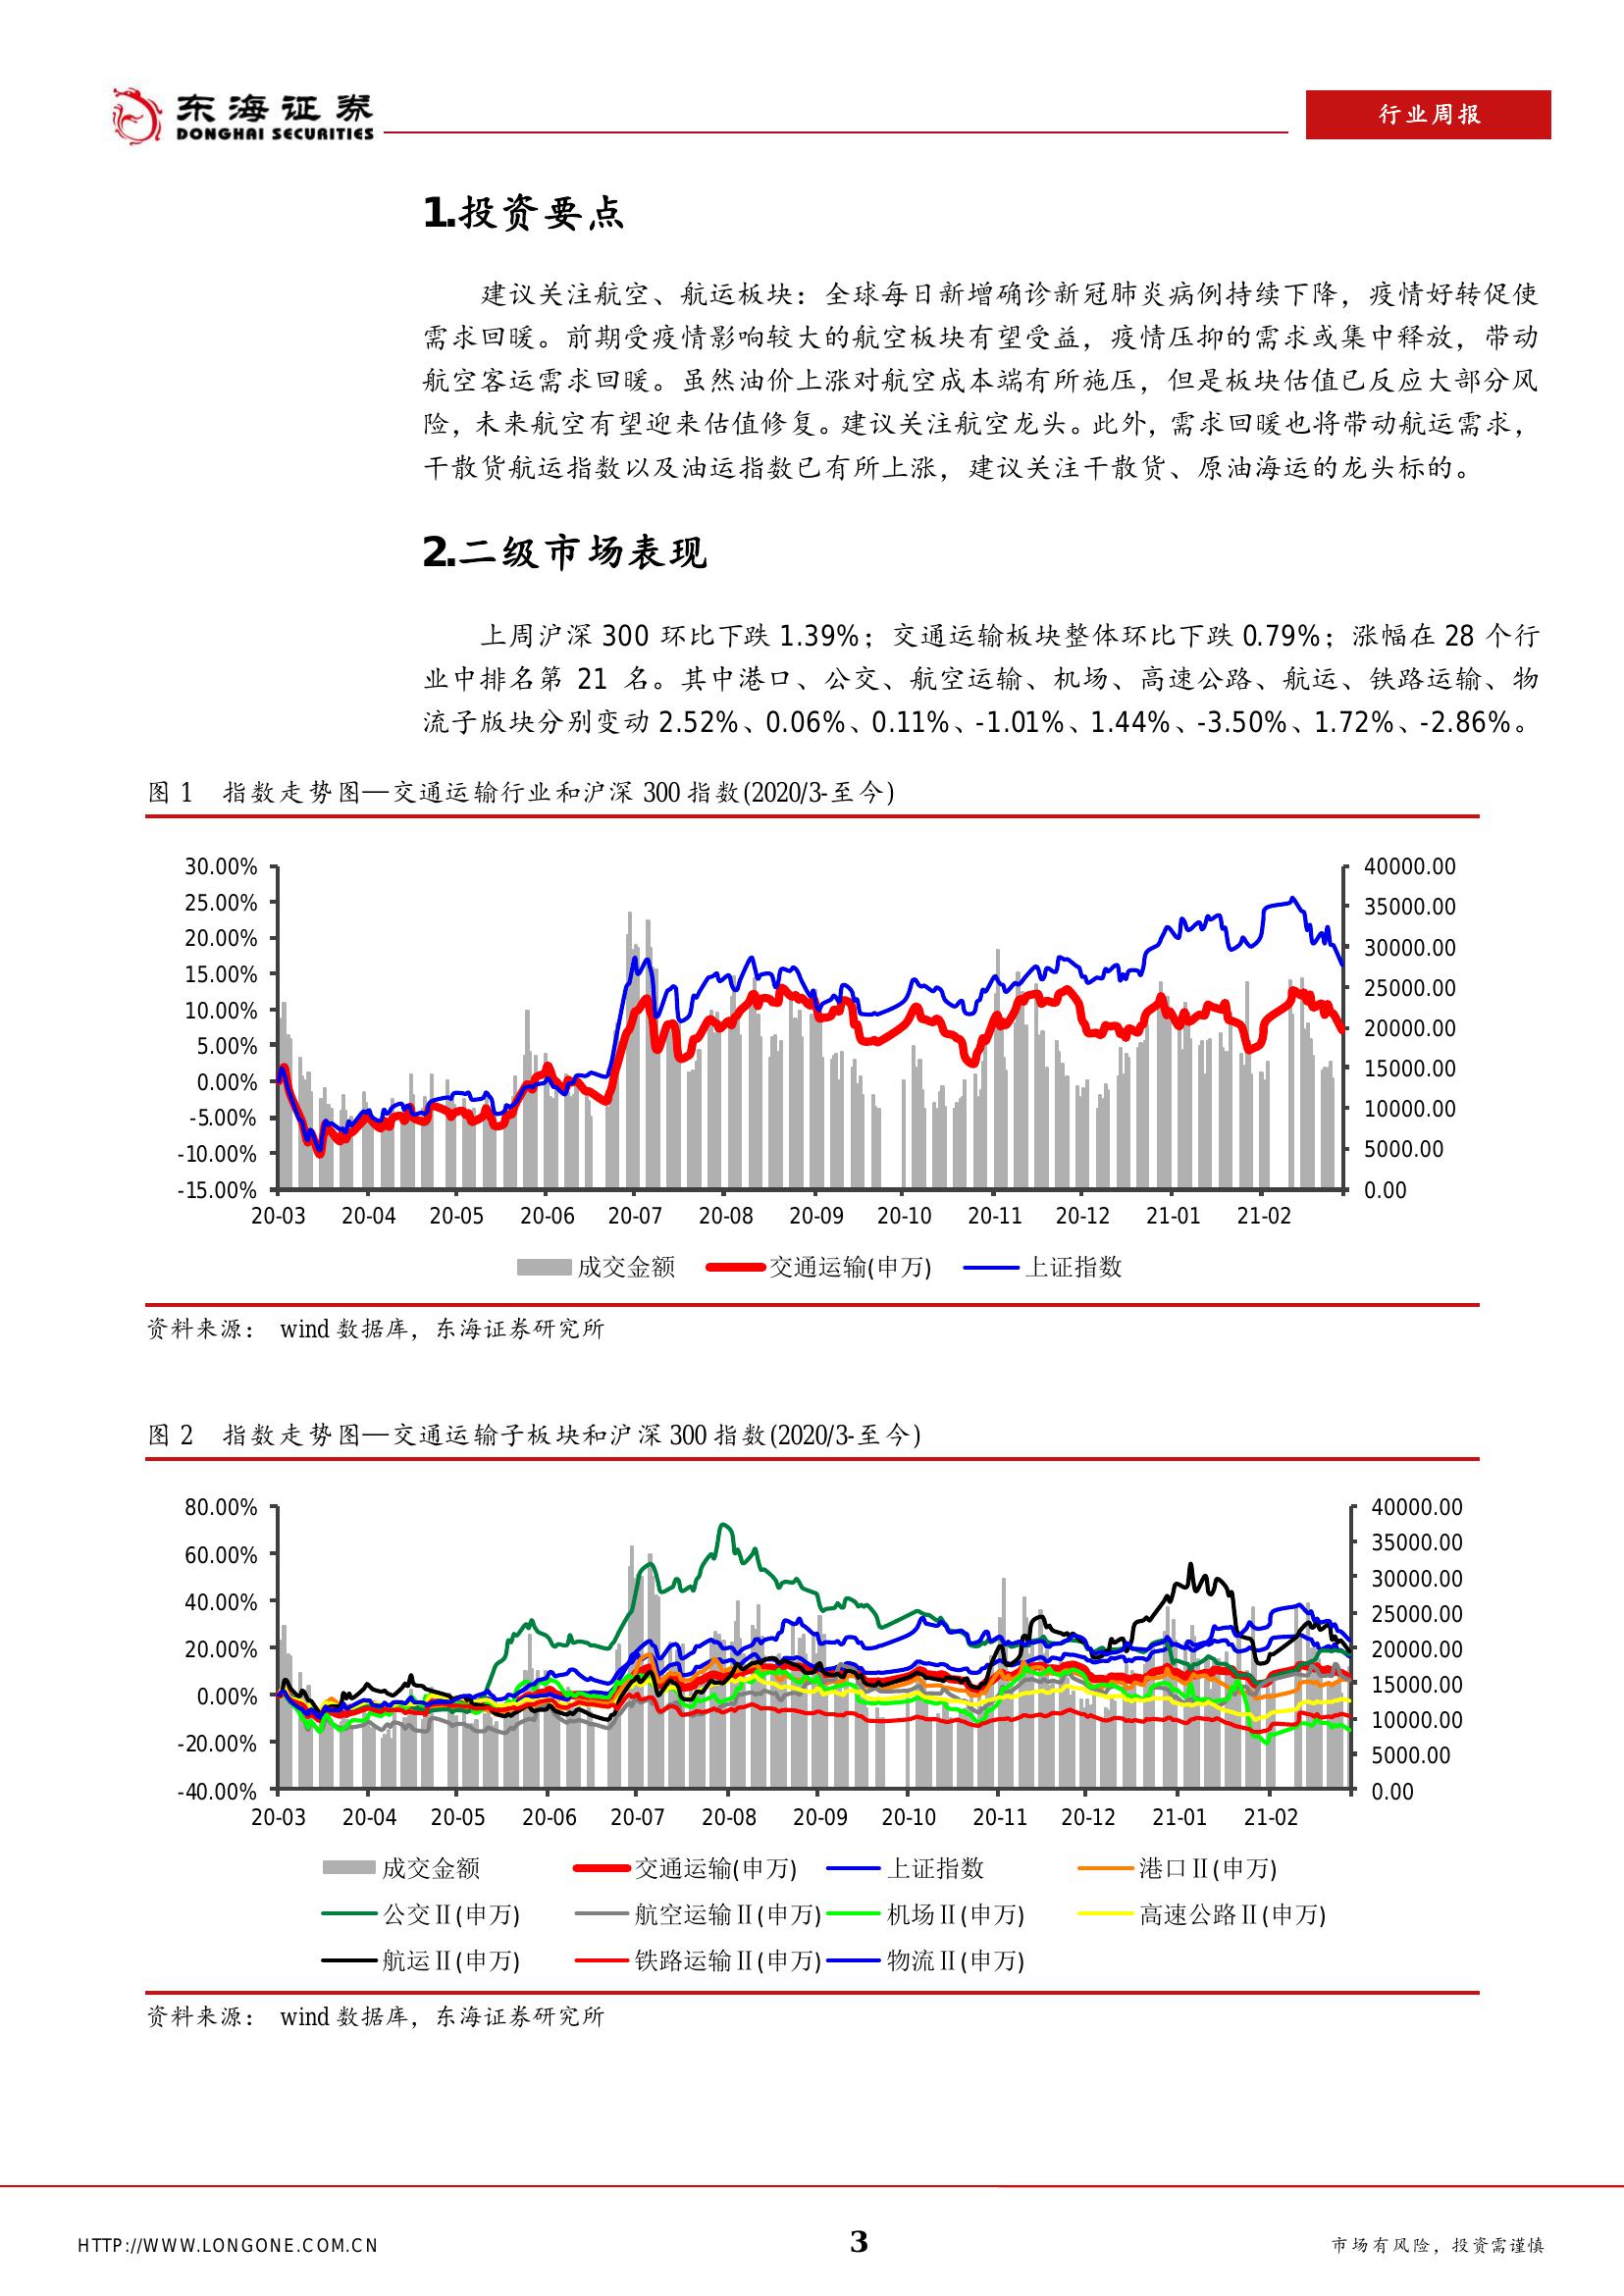 东海证券
DONGHAI SECURITIES
行业周报
1.投资要点
建议关注航空、航运板块：全球每日新增确诊新冠肺炎病例持续下降，疫情好转促使
需求回暖。前期受疫情影响较大的航空板块有望受益，疫情压抑的需求或集中释放，带动
航空客运需求回暖。虽然油价上涨对航空成本端有所施压，但是板块估值已反应大部分风
险，未来航空有望迎来估值修复。建议关注航空龙头。此外，需求回暖也将带动航运需求，
干散货航运指数以及油运指数已有所上涨，建议关注干散货、原油海运的龙头标的。
2.二级市场表现
上周沪深 300 环比下跌 1.39%；交通运输板块整体环比下跌 0.79%；涨幅在 28 个行
业中排名第 21 名。其中港口、公交、航空运输、机场、高速公路、航运、铁路运输、物
流子版块分别变动 2.52%、0.06%、0.11%、-1.01%、1.44%、-3.50%、1.72%、-2.86%。
图 1 指数走势图—交通运输行业和沪深 300 指数(2020/3-至今)
30.00% 40000.00
25.00% 35000.00
20.00% 30000.00
15.00% 25000.00
10.00% 20000.00
5.00% 15000.00
0.00% 10000.00
-5.00% 5000.00
-10.00% 0.00
-15.00%
20-03 20-04 20-05 20-06 20-07 20-08 20-09 20-10 20-11 20-12 21-01 21-02
成交金额 交通运输(申万) 上证指数
资料来源： wind 数据库，东海证券研究所
图 2 指数走势图—交通运输子板块和沪深 300 指数(2020/3-至今)
80.00% 40000.00
60.00% 35000.00
40.00% 30000.00
20.00% 25000.00
0.00% 20000.00
-20.00% 15000.00
-40.00% 10000.00
5000.00
0.00
20-03 20-04 20-05 20-06 20-07 20-08 20-09 20-10 20-11 20-12 21-01 21-02
成交金额 交通运输(申万) 上证指数 港口Ⅱ(申万)
公交Ⅱ(申万) 航空运输Ⅱ(申万) 机场Ⅱ(申万) 高速公路Ⅱ(申万)
航运Ⅱ(申万) 铁路运输Ⅱ(申万) 物流Ⅱ(申万)
资料来源： wind 数据库，东海证券研究所
HTTP://WWW.LONGONE.COM.CN 3 市场有风险，投资需谨慎